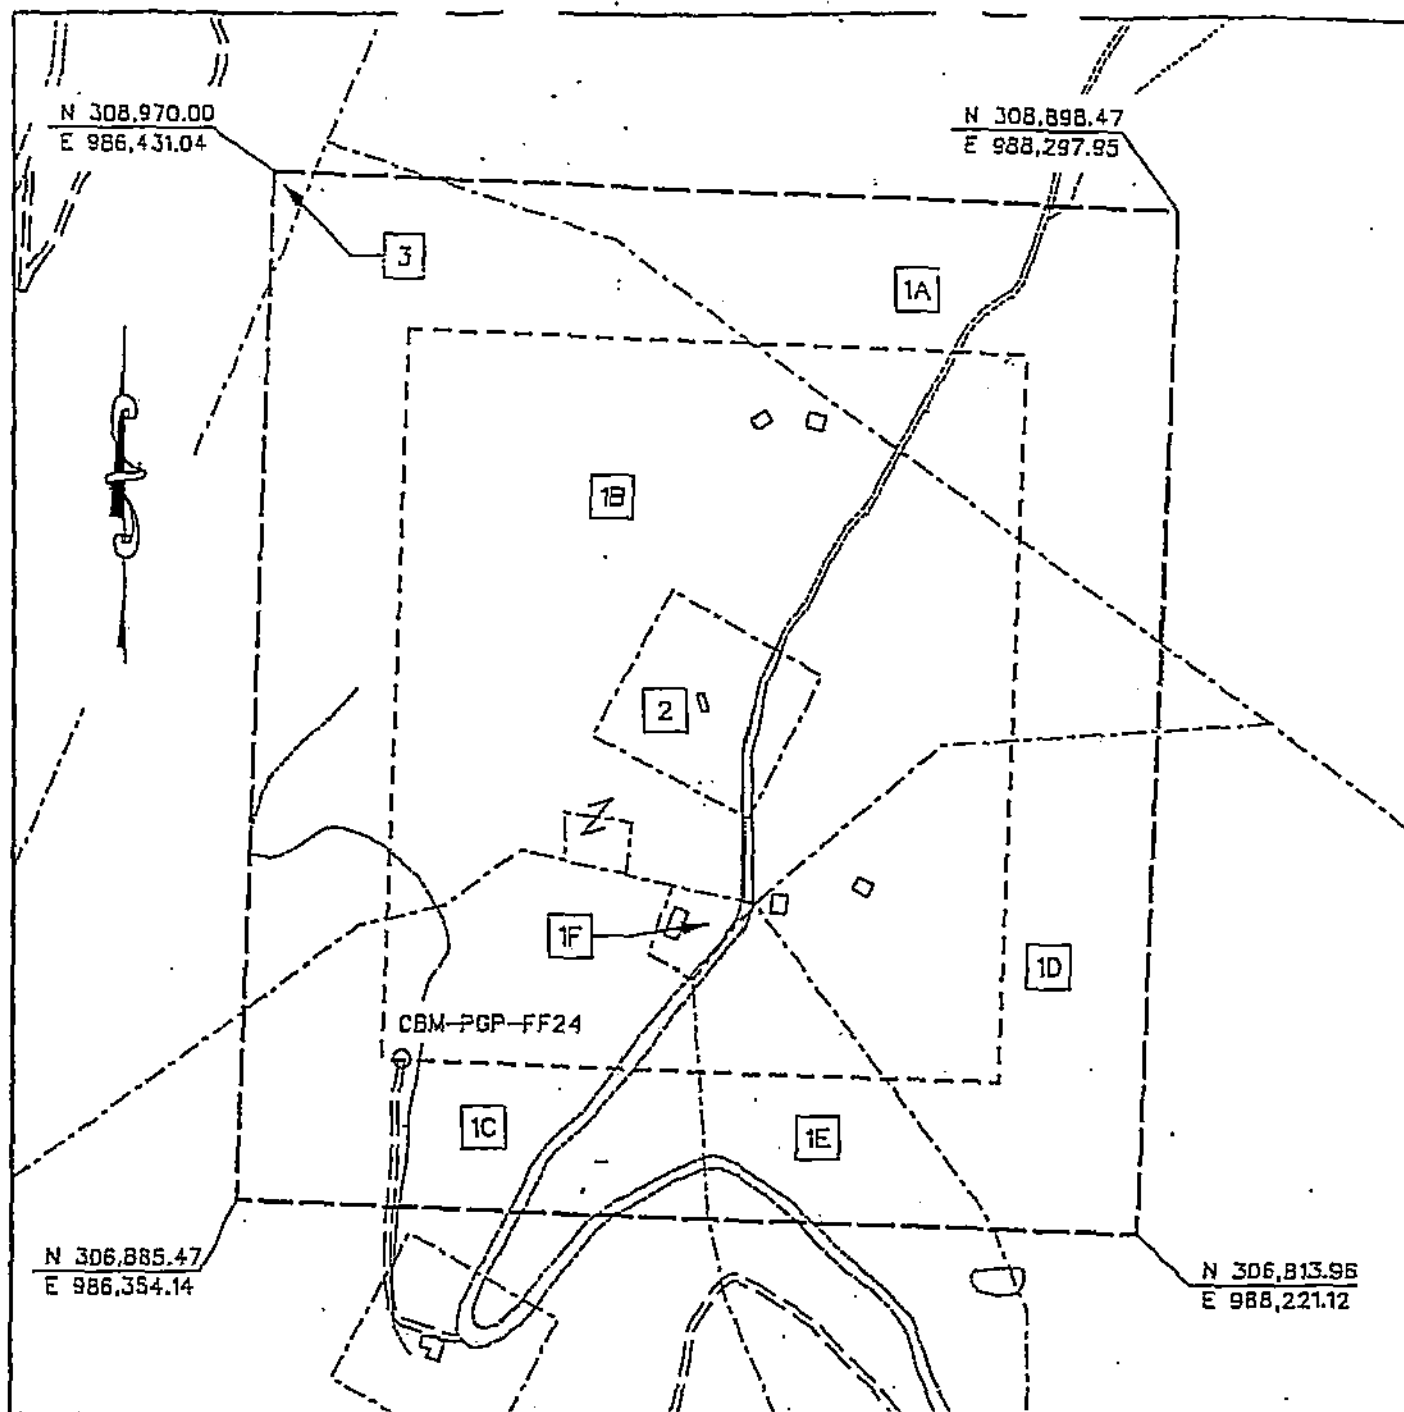 N 308,970.00
E 986,431.04
N 308,898.47
E 988,297.95
3
1A
1B
2
1F
1D
CBM-PGP-FF24
1C
1E
N 306,885.47
E 986,354.14
N 306,813.96
E 988,221.12